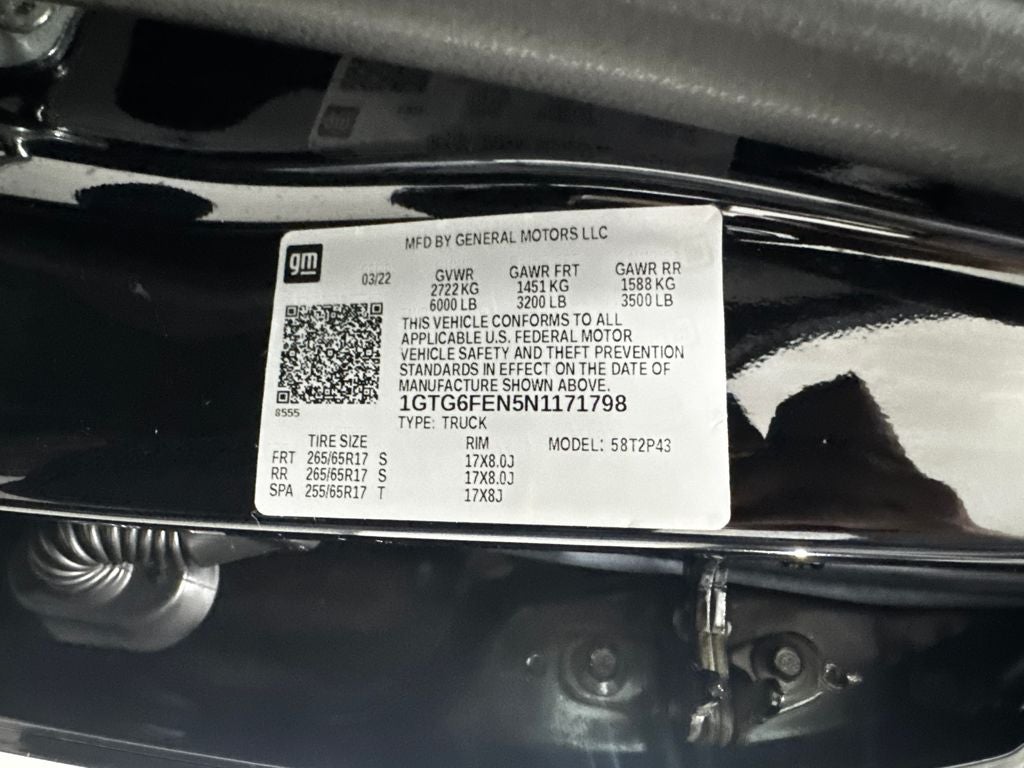 MFD BY GENERAL MOTORS LLC
gm
03/22
GVWR GAWR FRT GAWR RR
2722 KG 1451 KG 1588 KG
6000 LB 3200 LB 3500 LB
THIS VEHICLE CONFORMS TO ALL
APPLICABLE U.S. FEDERAL MOTOR
VEHICLE SAFETY AND THEFT PREVENTION
STANDARDS IN EFFECT ON THE DATE OF
MANUFACTURE SHOWN ABOVE.
1GTG6FEN5N1171798
8555
TYPE: TRUCK
TIRE SIZE RIM MODEL: 58T2P43
FRT 265/65R17 S 17X8.0J
RR 265/65R17 S 17X8.0J
SPA 255/65R17 T 17X8J